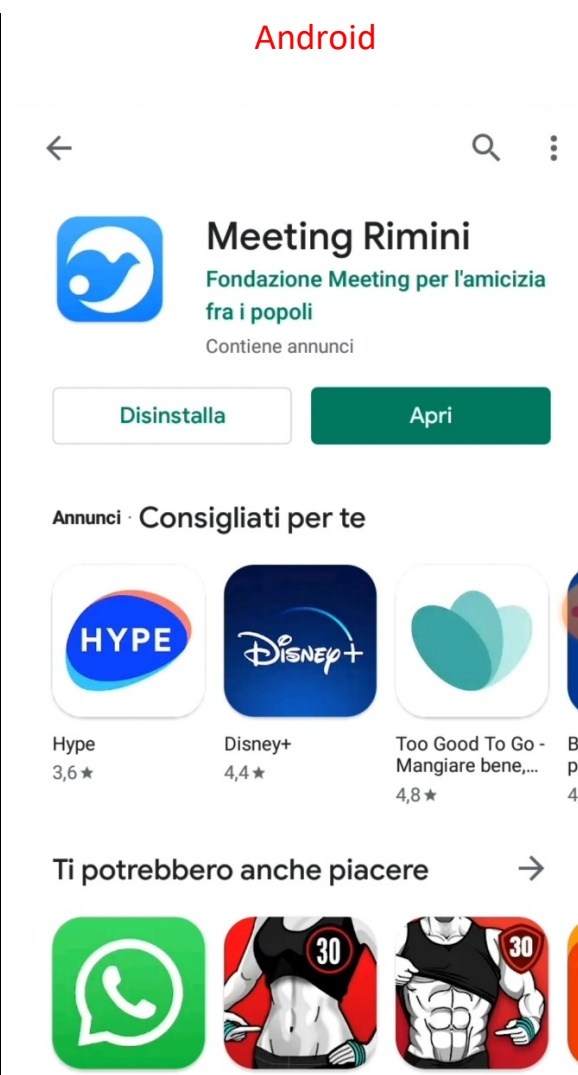 Android
Meeting Rimini
Fondazione Meeting per l'amicizia
fra i popoli
Contiene annunci
Disinstalla
Apri
Annunci · Consigliati per te
HYPE
Disney+
Hype
Disney+
Too Good To Go -
Mangiare bene,...
B
p
3,6★
4,4★
4,8★
4
Ti potrebbero anche piacere
30
30